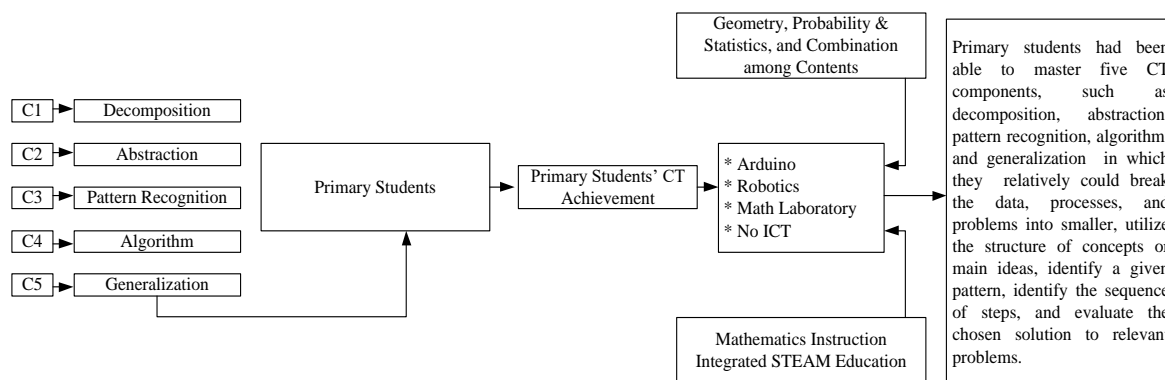 C1
Decomposition
C2
Abstraction
C3
Pattern Recognition
C4
Algorithm
C5
Generalization
Primary Students
Primary Students' CT
Achievement
Geometry, Probability &
Statistics, and Combination
among Contents
* Arduino
* Robotics
* Math Laboratory
* No ICT
Mathematics Instruction
Integrated STEAM Education
Primary students had been
able to master five CT
components, such as
decomposition, abstraction,
pattern recognition, algorithm,
and generalization in which
they relatively could break
the data, processes, and
problems into smaller, utilize
the structure of concepts or
main ideas, identify a given
pattern, identify the sequence
of steps, and evaluate the
chosen solution to relevant
problems.